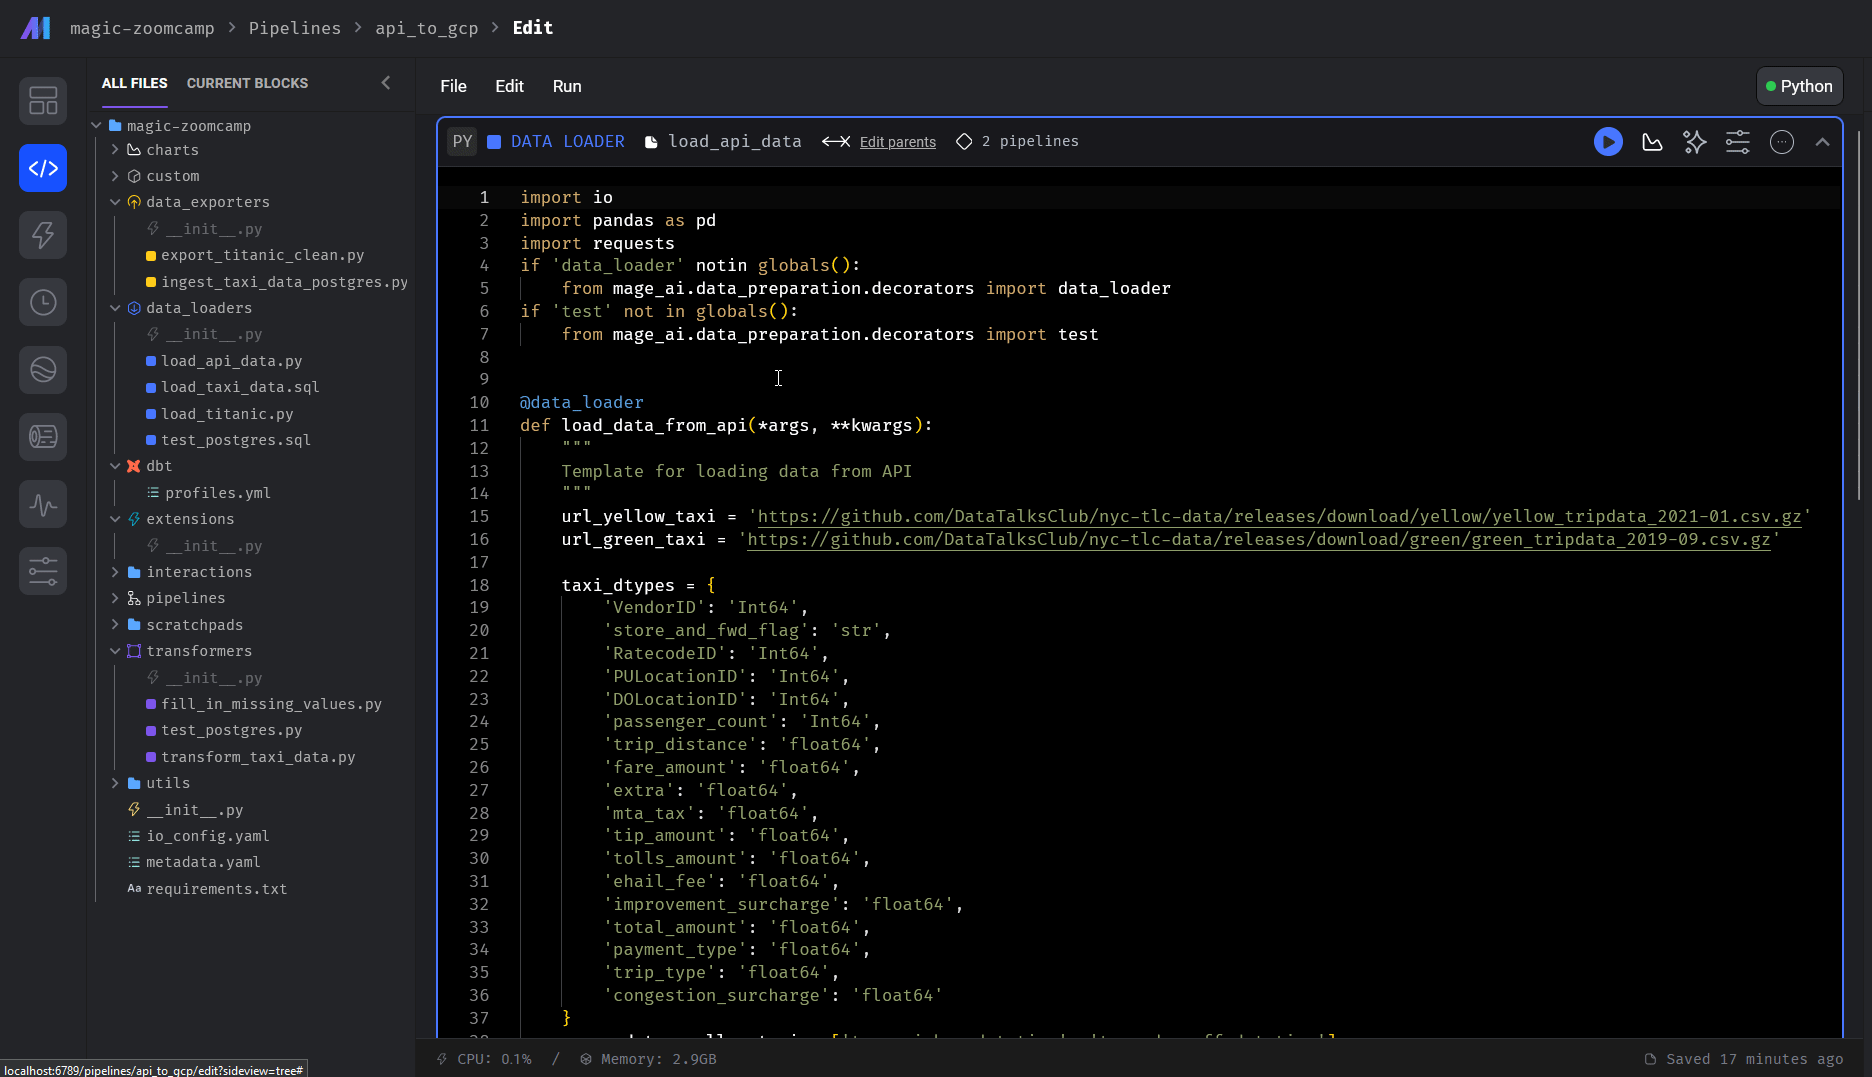 magic-zoomcamp > Pipelines > api_to_gcp > Edit
ALL FILES CURRENT BLOCKS
magic-zoomcamp
charts
custom
data_exporters
__init__.py
export_titanic_clean.py
ingest_taxi_data_postgres.py
data_loaders
__init__.py
load_api_data.py
load_taxi_data.sql
load_titanic.py
test_postgres.sql
dbt
profiles.yml
extensions
__init__.py
interactions
pipelines
scratchpads
transformers
__init__.py
fill_in_missing_values.py
test_postgres.py
transform_taxi_data.py
utils
__init__.py
io_config.yaml
metadata.yaml
Aa requirements.txt
File Edit Run
Python
PY DATA LOADER load_api_data Edit parents 2 pipelines
1 import io
2 import pandas as pd
3 import requests
4 if 'data_loader' notin globals():
5 from mage_ai.data_preparation.decorators import data_loader
6 if 'test' not in globals():
7 from mage_ai.data_preparation.decorators import test
8
9
10 @data_loader
11 def load_data_from_api(*args, **kwargs):
12 """
13 Template for loading data from API
14 """
15 url_yellow_taxi = 'https://github.com/DataTalksClub/nyc-tlc-data/releases/download/yellow/yellow_tripdata_2021-01.csv.gz'
16 url_green_taxi = 'https://github.com/DataTalksClub/nyc-tlc-data/releases/download/green/green_tripdata_2019-09.csv.gz'
17
18 taxi_dtypes = {
19 'VendorID': 'Int64',
20 'store_and_fwd_flag': 'str',
21 'RatecodeID': 'Int64',
22 'PULocationID': 'Int64',
23 'DOLocationID': 'Int64',
24 'passenger_count': 'Int64',
25 'trip_distance': 'float64',
26 'fare_amount': 'float64',
27 'extra': 'float64',
28 'mta_tax': 'float64',
29 'tip_amount': 'float64',
30 'tolls_amount': 'float64',
31 'ehail_fee': 'float64',
32 'improvement_surcharge': 'float64',
33 'total_amount': 'float64',
34 'payment_type': 'float64',
35 'trip_type': 'float64',
36 'congestion_surcharge': 'float64'
37 }
CPU: 0.1% / Memory: 2.9GB
Saved 17 minutes ago
localhost:6789/pipelines/api_to_gcp/edit?sideview=tree#